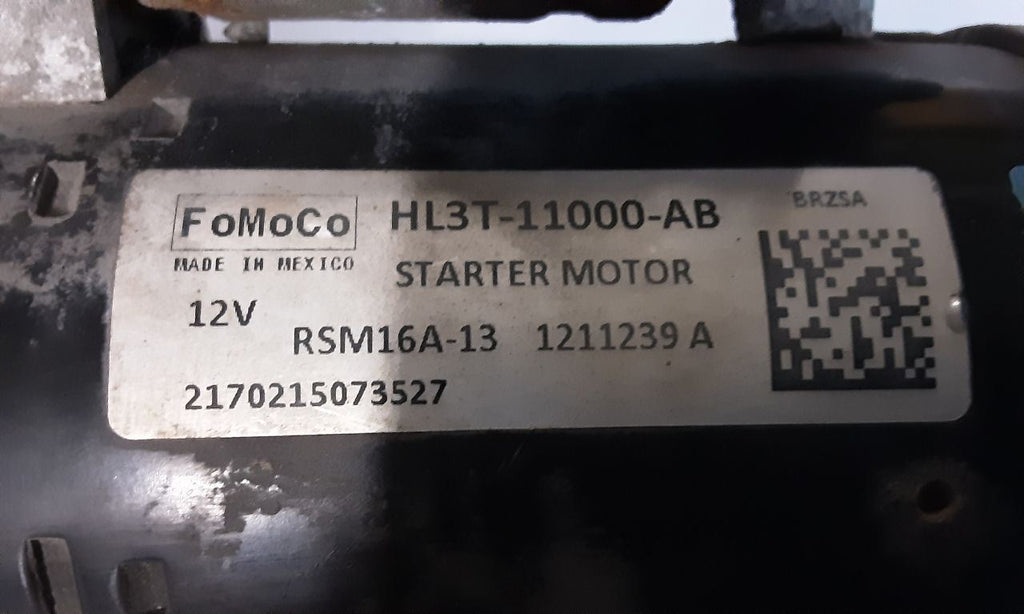 FoMoCo HL3T-11000-AB BRZSA
MADE IN MEXICO STARTER MOTOR
12V
RSM16A-13 1211239 A
2170215073527